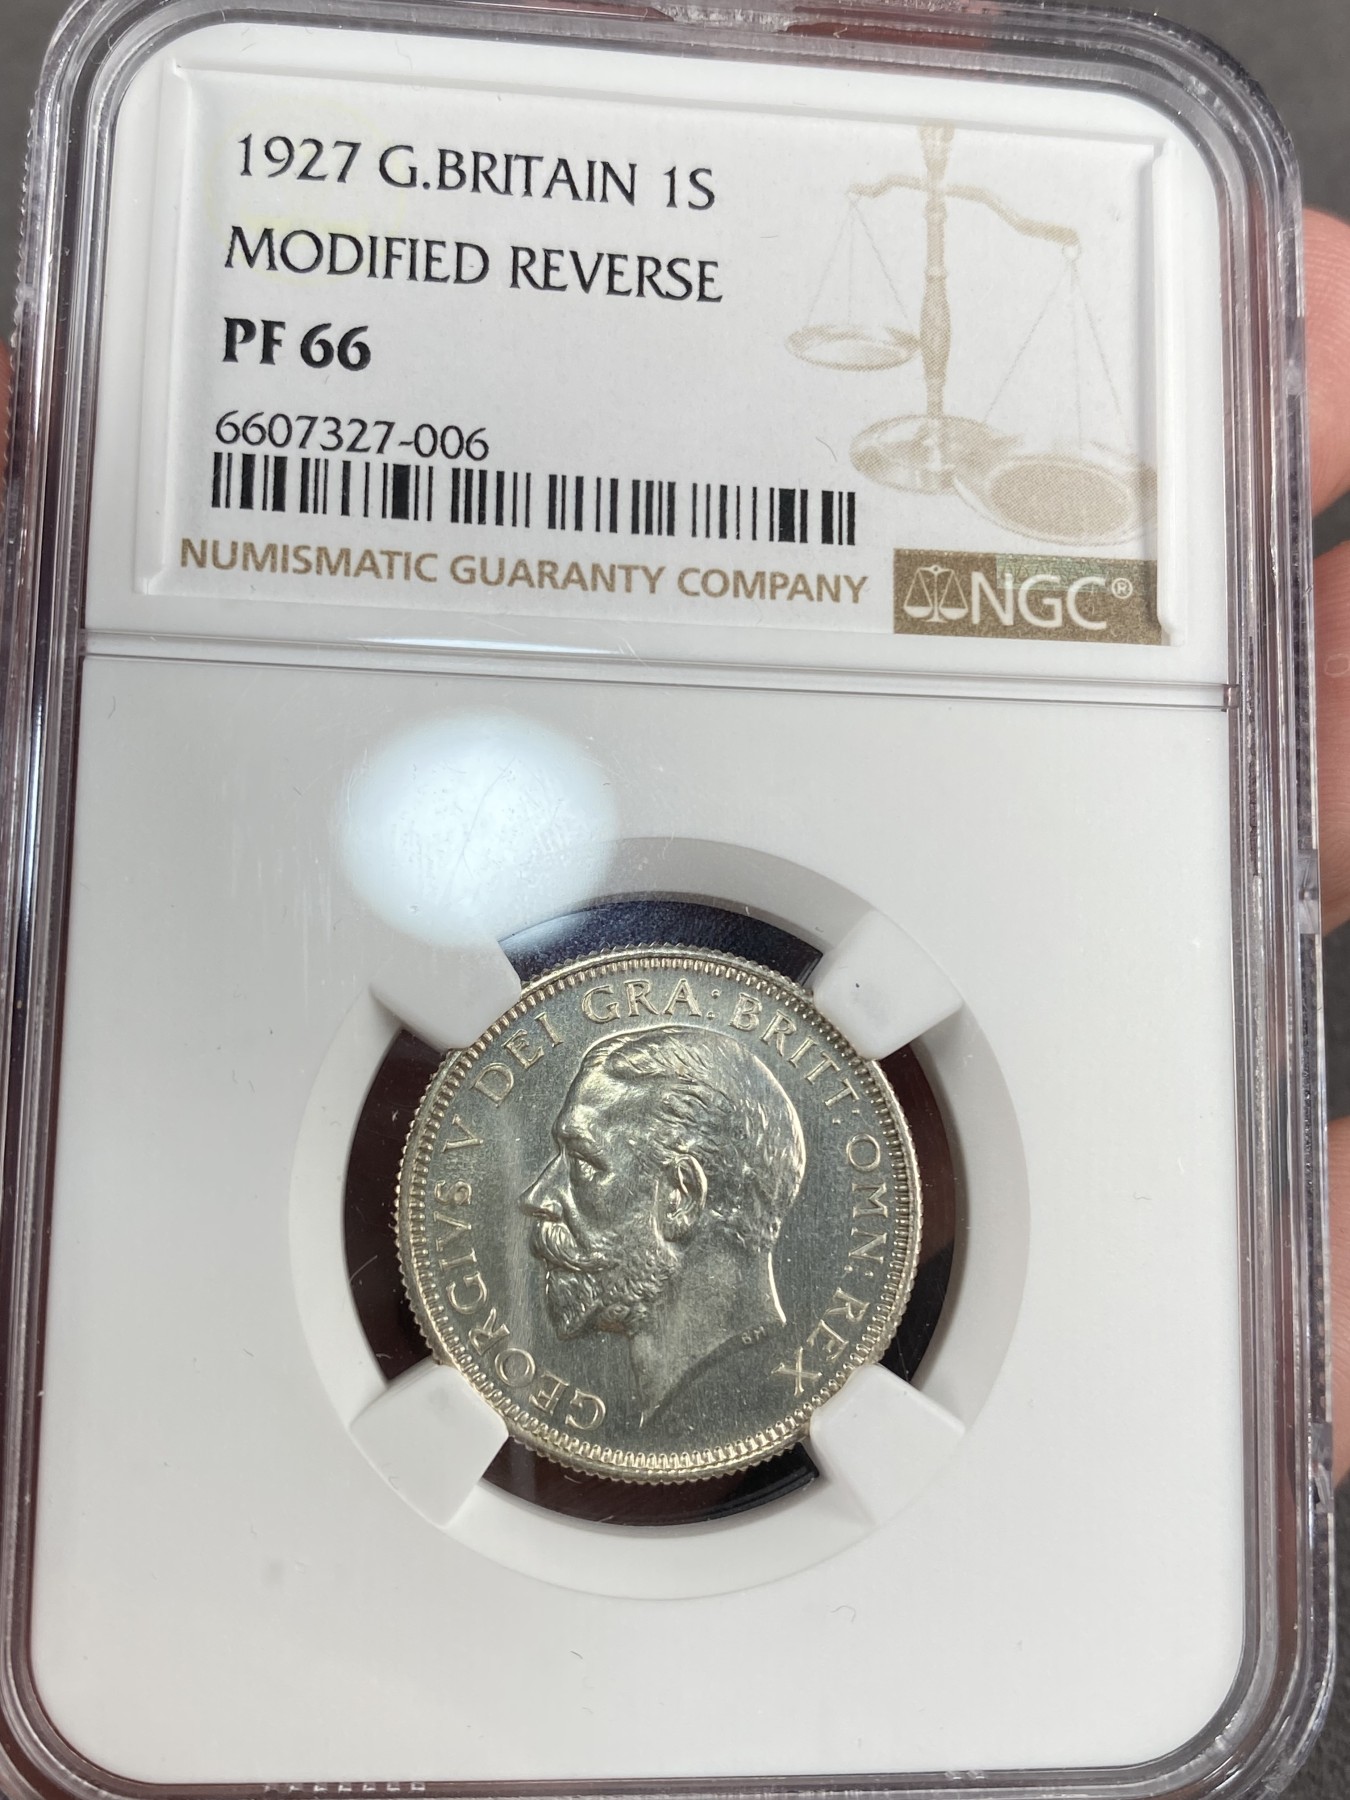 1927 G.BRITAIN 1S
MODIFIED REVERSE
PF 66
6607327-006
NUMISMATIC GUARANTY COMPANY
NGC®
GEORGIVS V DEI GRA: BRITT: OMN: REX
BM